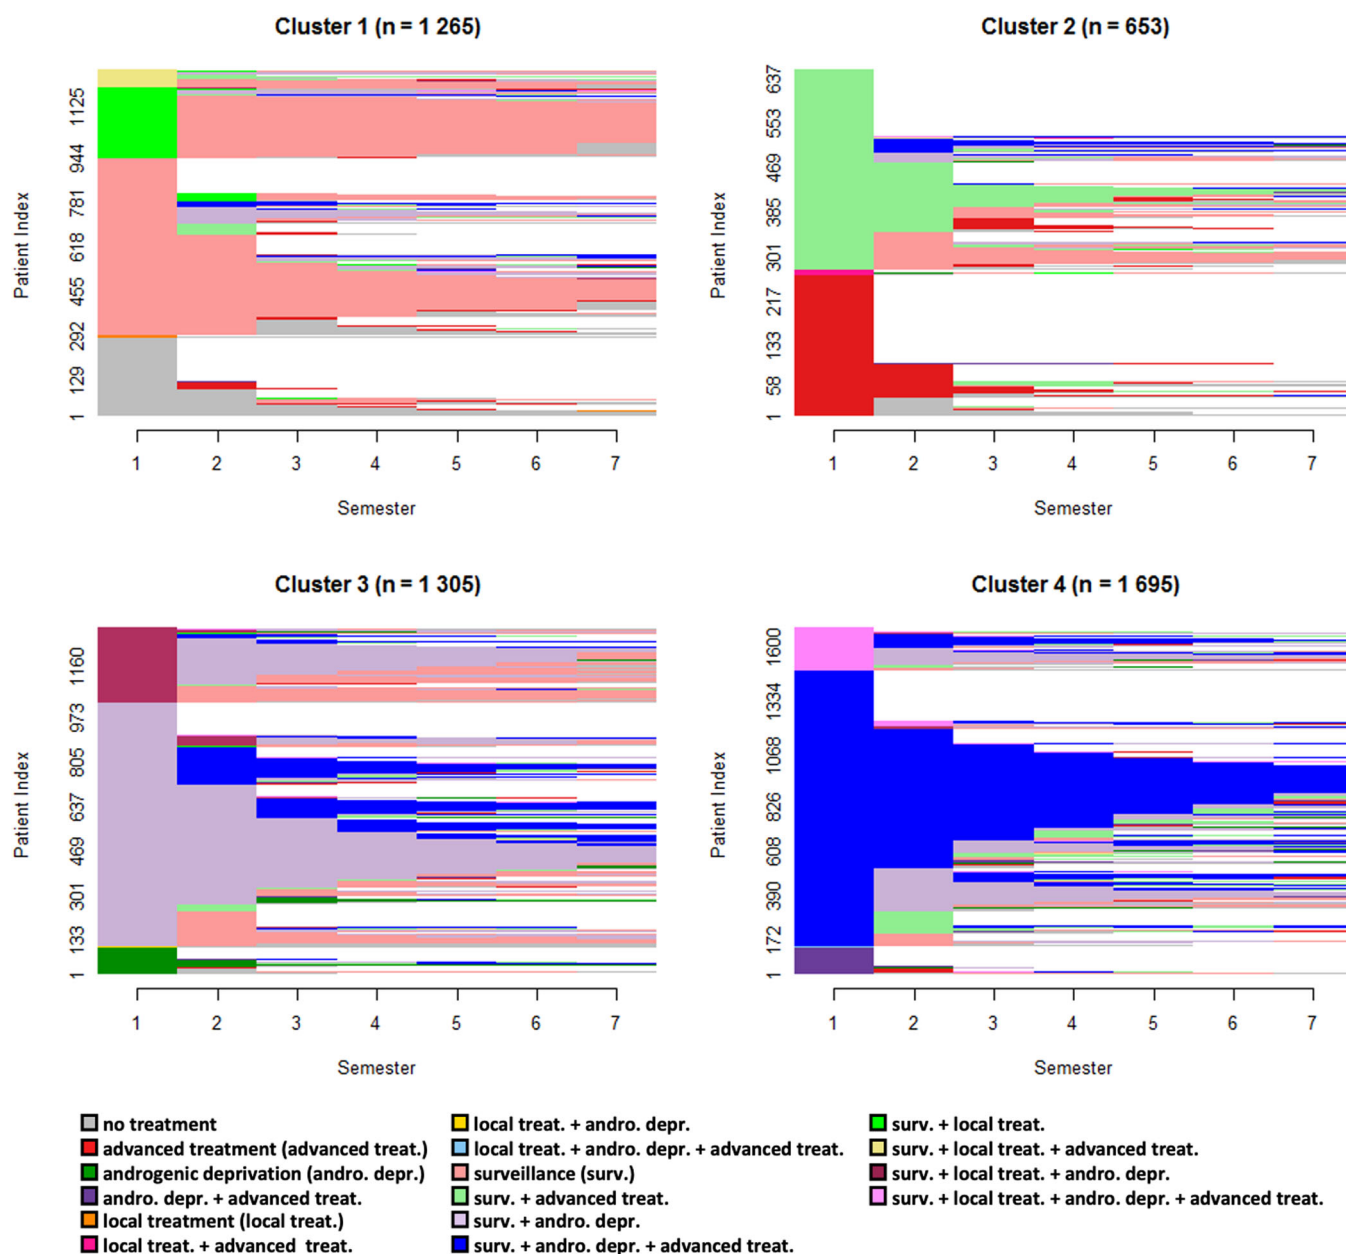 Cluster 1 (n = 1 265)
Patient Index
1 129 292 455 618 781 944 1125
1 2 3 4 5 6 7
Semester
Cluster 2 (n = 653)
Patient Index
1 58 133 217 301 385 469 553 637
1 2 3 4 5 6 7
Semester
Cluster 3 (n = 1 305)
Patient Index
1 133 301 469 637 805 973 1160
1 2 3 4 5 6 7
Semester
Cluster 4 (n = 1 695)
Patient Index
1 172 390 608 826 1068 1334 1600
1 2 3 4 5 6 7
Semester
no treatment
advanced treatment (advanced treat.)
androgenic deprivation (andro. depr.)
andro. depr. + advanced treat.
local treatment (local treat.)
local treat. + advanced treat.
local treat. + andro. depr.
local treat. + andro. depr. + advanced treat.
surveillance (surv.)
surv. + advanced treat.
surv. + andro. depr.
surv. + andro. depr. + advanced treat.
surv. + local treat.
surv. + local treat. + advanced treat.
surv. + local treat. + andro. depr.
surv. + local treat. + andro. depr. + advanced treat.